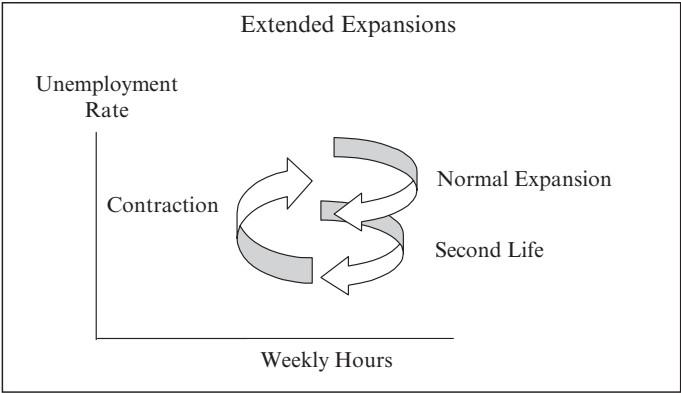 Extended Expansions
Unemployment
Rate
Contraction
Normal Expansion
Second Life
Weekly Hours